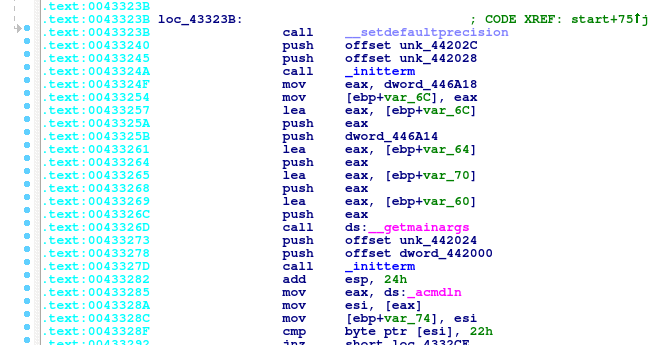 .text:0043323B
.text:0043323B loc_43323B: ; CODE XREF: start+75↑j
.text:0043323B call __setdefaultprecision
.text:00433240 push offset unk_44202C
.text:00433245 push offset unk_442028
.text:0043324A call _initterm
.text:0043324F mov eax, dword_446A18
.text:00433254 mov [ebp+var_6C], eax
.text:00433257 lea eax, [ebp+var_6C]
.text:0043325A push eax
.text:0043325B push dword_446A14
.text:00433261 lea eax, [ebp+var_64]
.text:00433264 push eax
.text:00433265 lea eax, [ebp+var_70]
.text:00433268 push eax
.text:00433269 lea eax, [ebp+var_60]
.text:0043326C push eax
.text:0043326D call ds:__getmainargs
.text:00433273 push offset unk_442024
.text:00433278 push offset dword_442000
.text:0043327D call _initterm
.text:00433282 add esp, 24h
.text:00433285 mov eax, ds:_acmdln
.text:0043328A mov esi, [eax]
.text:0043328C mov [ebp+var_74], esi
.text:0043328F cmp byte ptr [esi], 22h
.text:00433292 jnz short loc_4332CE